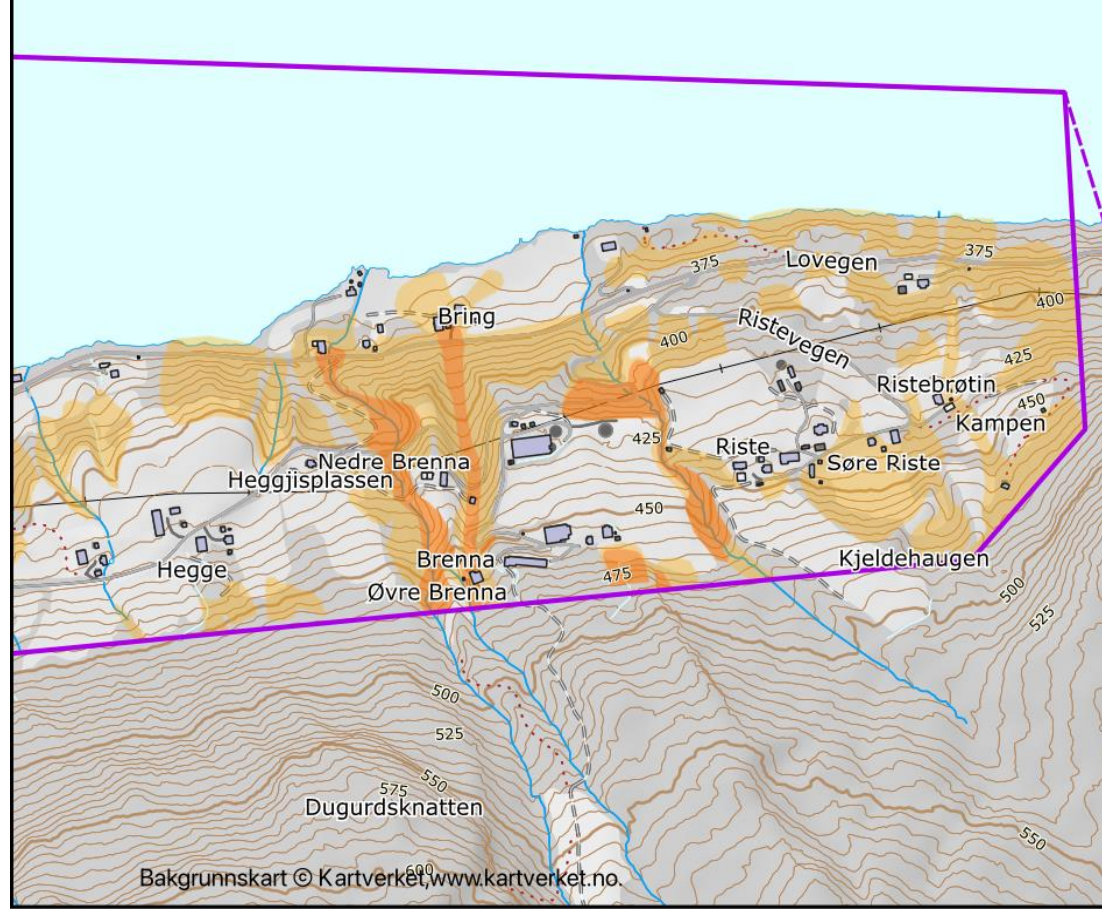 375
Lovegen
375
400
Bring
Ristevegen
400
425
Ristebrøtin
450
Kampen
425
Riste
Nedre Brenna
Søre Riste
Heggjisplassen
450
Brenna
Kjeldehaugen
Hegge
475
Øvre Brenna
500
525
500
525
550
575
Dugurdsknatten
550
600
Bakgrunnskart © Kartverket,www.kartverket.no.